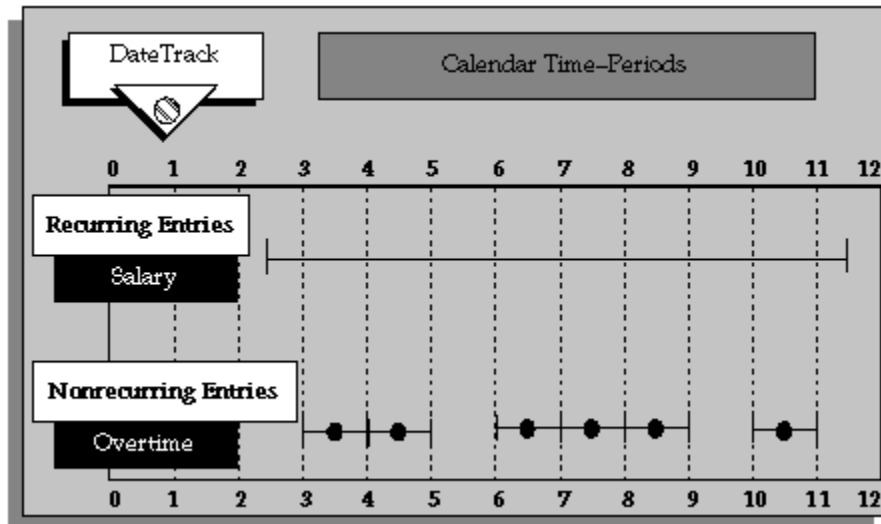 DateTrack
Calendar Time–Periods
0 1 2 3 4 5 6 7 8 9 10 11 12
Recurring Entries
Salary
Nonrecurring Entries
Overtime
0 1 2 3 4 5 6 7 8 9 10 11 12